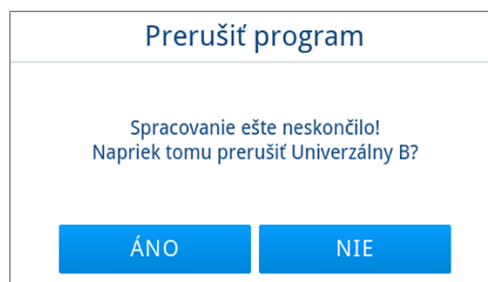 Prerušiť program
Spracovanie ešte neskončilo!
Napriek tomu prerušiť Univerzálny B?
ÁNO
NIE